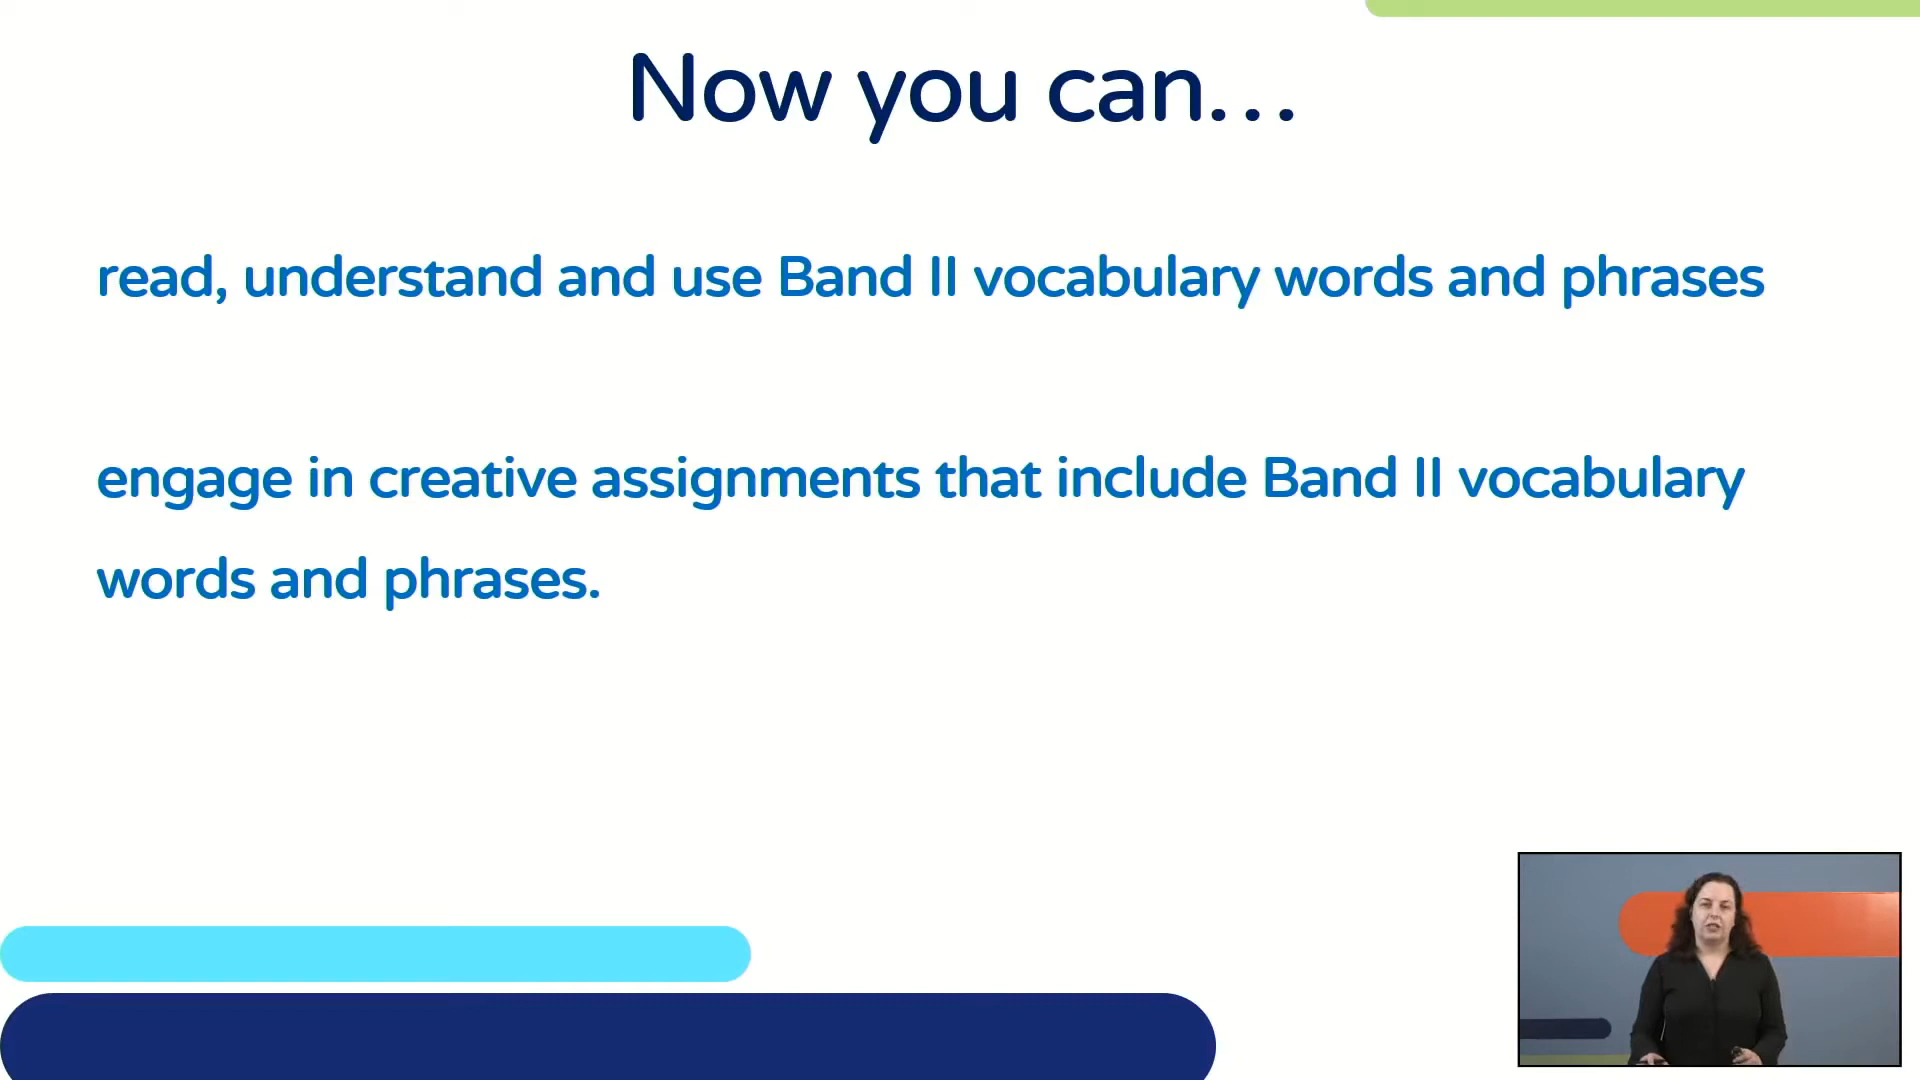 Now you can...
read, understand and use Band II vocabulary words and phrases
engage in creative assignments that include Band II vocabulary
words and phrases.